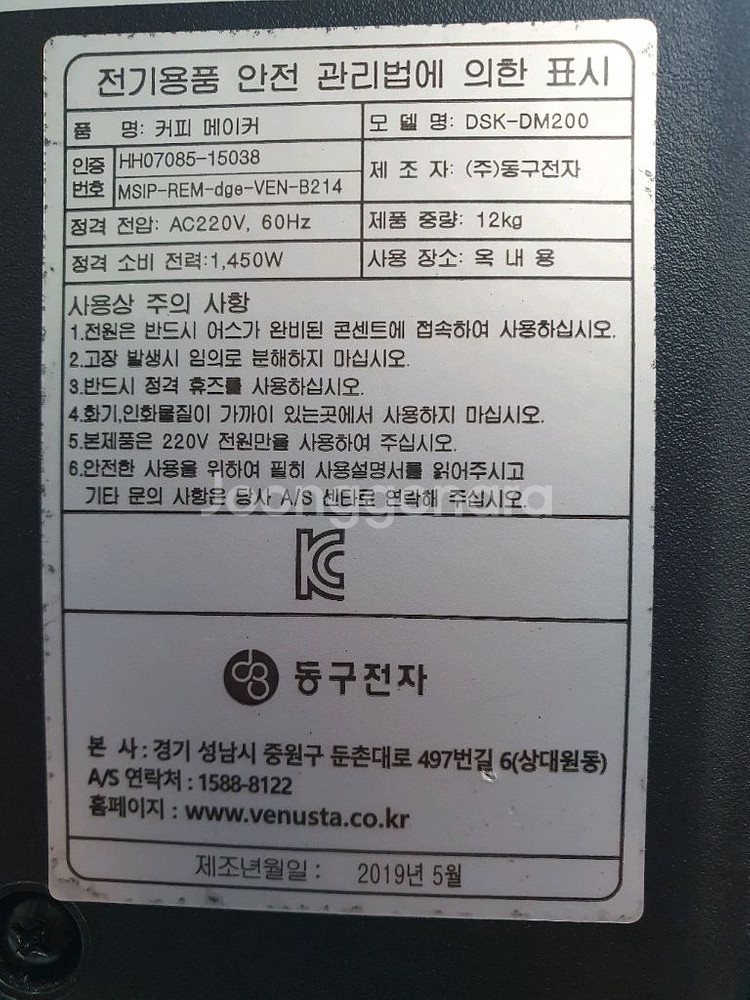 전기용품 안전 관리법에 의한 표시
품 명: 커피 메이커
모 델 명: DSK-DM200
인증 번호
HH07085-15038
MSIP-REM-dge-VEN-B214
제 조 자: (주)동구전자
정격 전압: AC220V, 60Hz
제품 중량: 12kg
정격 소비 전력:1,450W
사용 장소: 옥 내 용
사용상 주의 사항
1.전원은 반드시 어스가 완비된 콘센트에 접속하여 사용하십시오.
2.고장 발생시 임의로 분해하지 마십시오.
3.반드시 정격 휴즈를 사용하십시오.
4.화기,인화물질이 가까이 있는곳에서 사용하지 마십시오.
5.본제품은 220V 전원만을 사용하여 주십시오.
6.안전한 사용을 위하여 필히 사용설명서를 읽어주시고
기타 문의 사항은 당사 A/S 센타로 연락해 주십시오.
Joonggonara
KC
dg 동구전자
본 사 : 경기 성남시 중원구 둔촌대로 497번길 6(상대원동)
A/S 연락처 : 1588-8122
홈페이지 : www.venusta.co.kr
제조년월일 : 2019년 5월